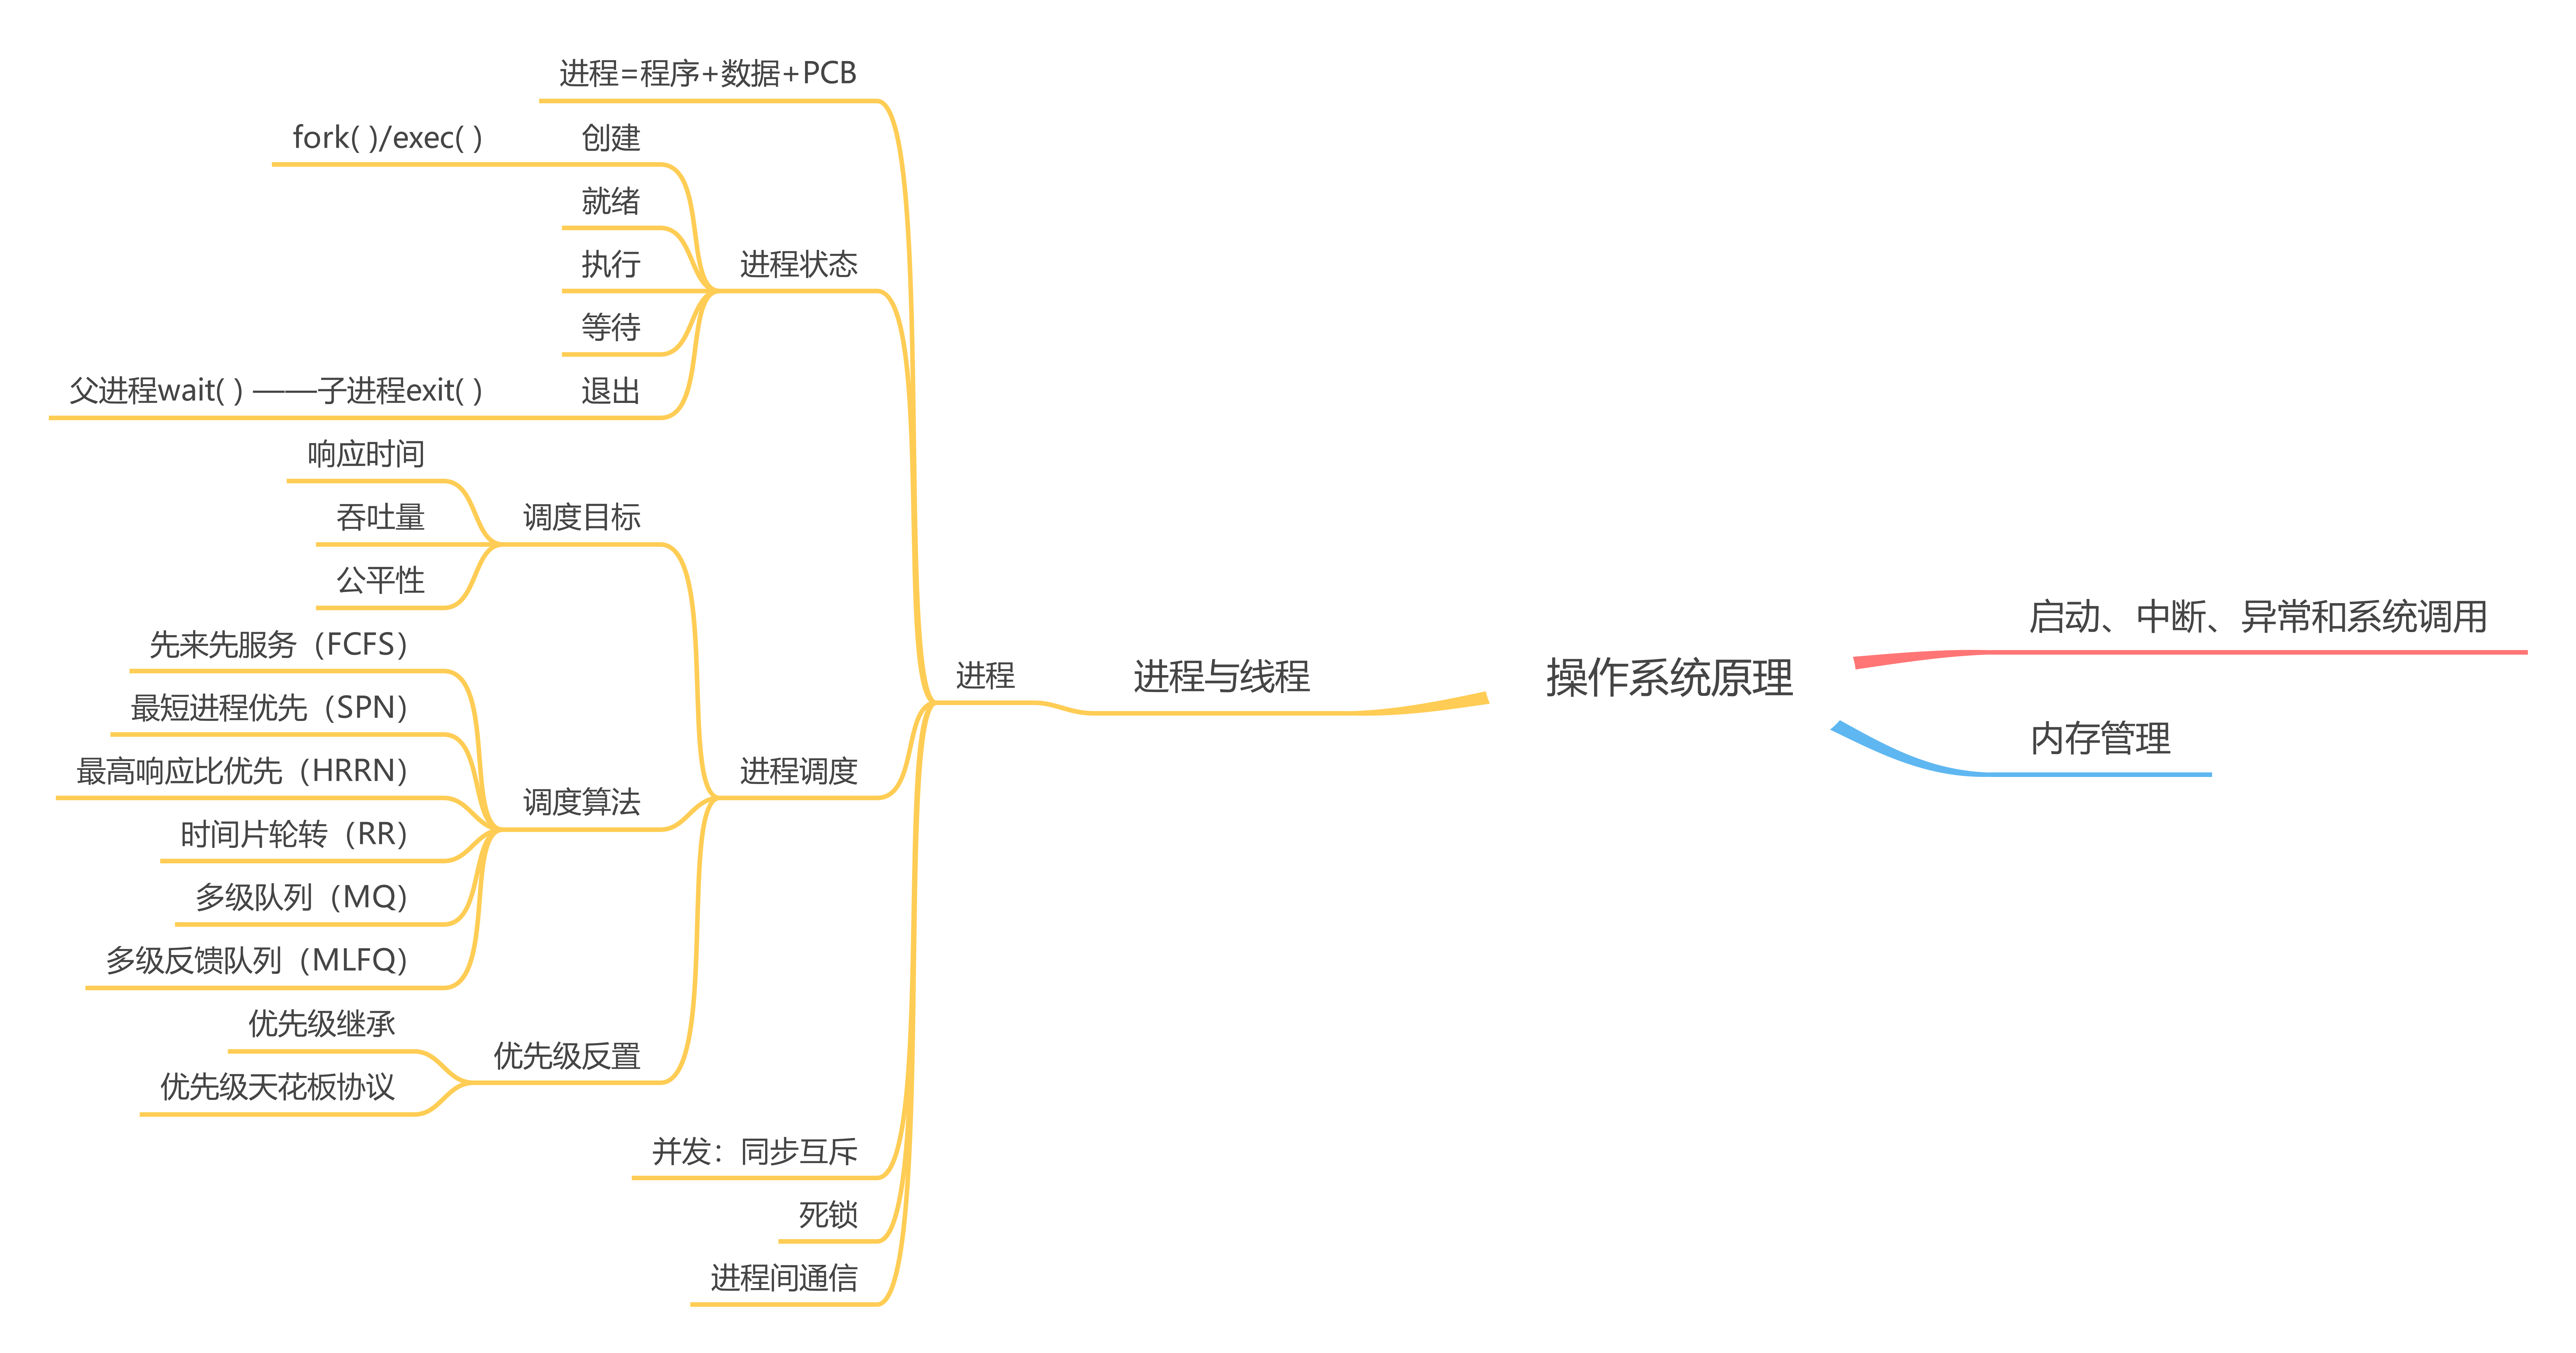 操作系统原理
启动、中断、异常和系统调用
内存管理
进程与线程
进程
进程=程序+数据+PCB
进程状态
创建
fork( )/exec( )
就绪
执行
等待
退出
父进程wait( ) ——子进程exit( )
进程调度
调度目标
响应时间
吞吐量
公平性
调度算法
先来先服务（FCFS）
最短进程优先（SPN）
最高响应比优先（HRRN）
时间片轮转（RR）
多级队列（MQ）
多级反馈队列（MLFQ）
优先级反置
优先级继承
优先级天花板协议
并发：同步互斥
死锁
进程间通信